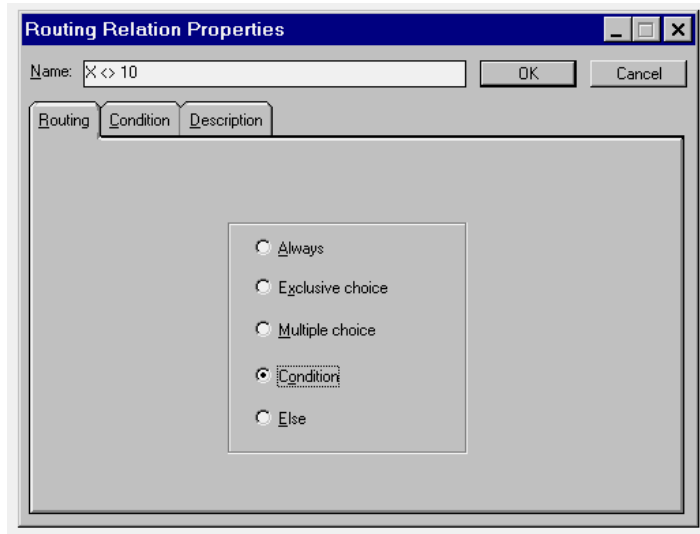 Routing Relation Properties
Name: X <> 10 OK Cancel
Routing Condition Description
Always
Exclusive choice
Multiple choice
Condition
Else